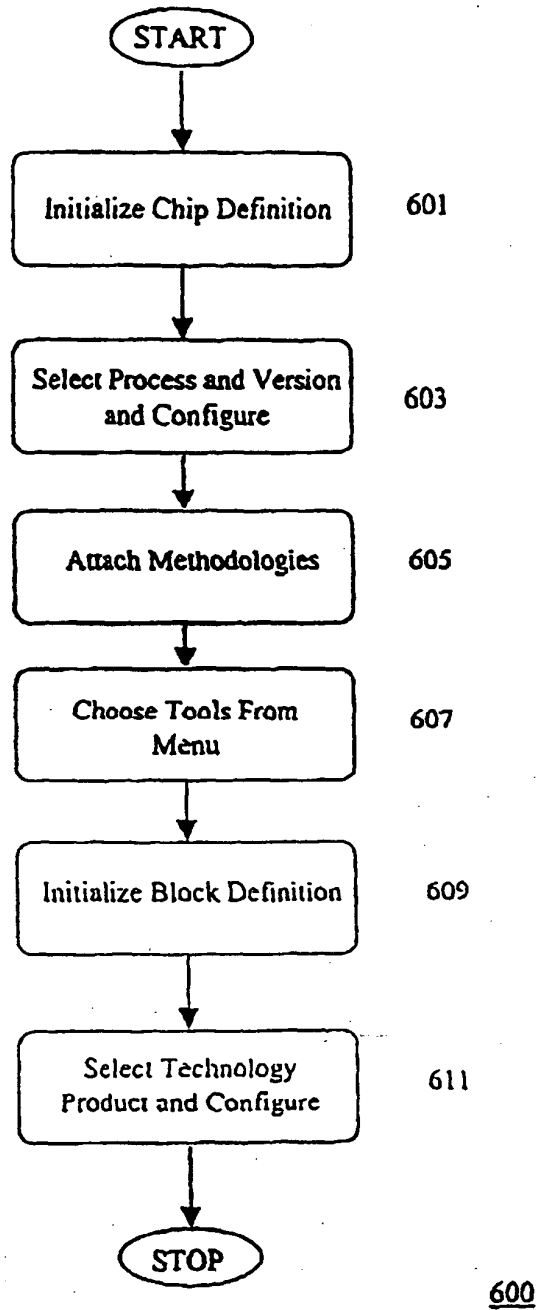 START
Initialize Chip Definition
601
Select Process and Version
and Configure
603
Attach Methodologies
605
Choose Tools From
Menu
607
Initialize Block Definition
609
Select Technology
Product and Configure
611
STOP
600